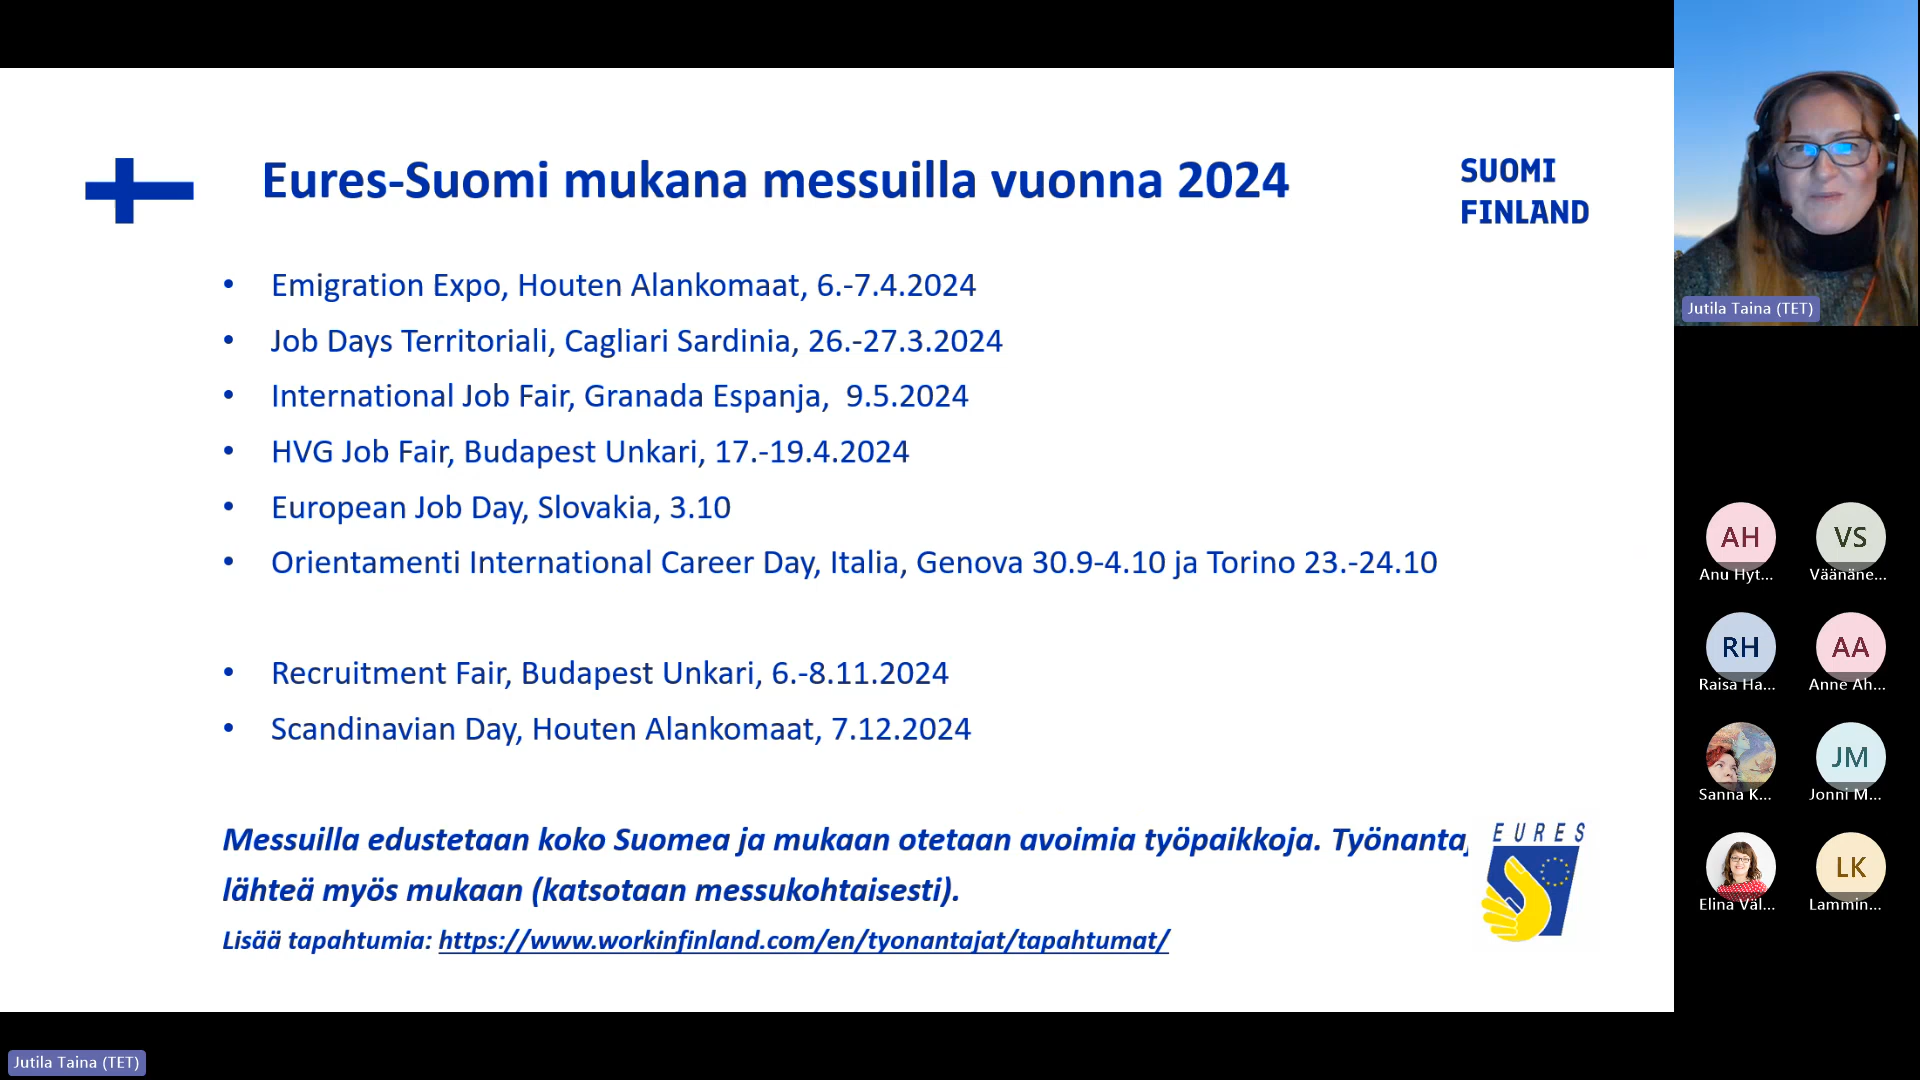 Eures-Suomi mukana messuilla vuonna 2024
SUOMI
FINLAND
• Emigration Expo, Houten Alankomaat, 6.-7.4.2024
• Job Days Territoriali, Cagliari Sardinia, 26.-27.3.2024
• International Job Fair, Granada Espanja,  9.5.2024
• HVG Job Fair, Budapest Unkari, 17.-19.4.2024
• European Job Day, Slovakia, 3.10
• Orientamenti International Career Day, Italia, Genova 30.9-4.10 ja Torino 23.-24.10
• Recruitment Fair, Budapest Unkari, 6.-8.11.2024
• Scandinavian Day, Houten Alankomaat, 7.12.2024
Messuilla edustetaan koko Suomea ja mukaan otetaan avoimia työpaikkoja.
lähteä myös mukaan (katsotaan messukohtaisesti).
Lisää tapahtumia: https://www.workinfinland.com/en/tyonantajat/tapahtumat/
EURES
Jutila Taina (TET)
AH
Anu Hyt...
VS
Väänäne...
RH
Raisa Ha...
AA
Anne Ah...
Sanna K...
JM
Jonni M...
Elina Väl...
LK
Lammin...
Jutila Taina (TET)